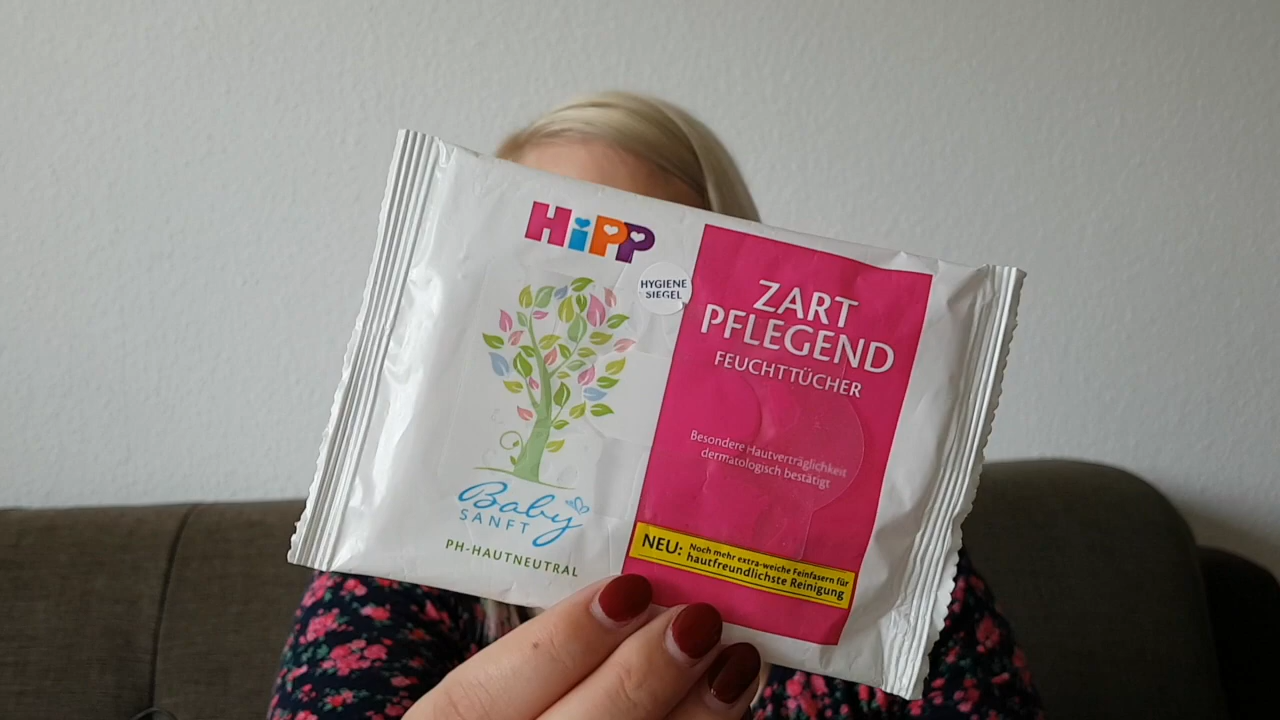 HiPP
HYGIENE
SIEGEL
Baby
SANFT
PH-HAUTNEUTRAL
ZART
PFLEGEND
FEUCHTTÜCHER
Besondere Hautverträglichkeit
dermatologisch bestätigt
NEU: Noch mehr extra-weiche Feinfasern für
hautfreundlichste Reinigung